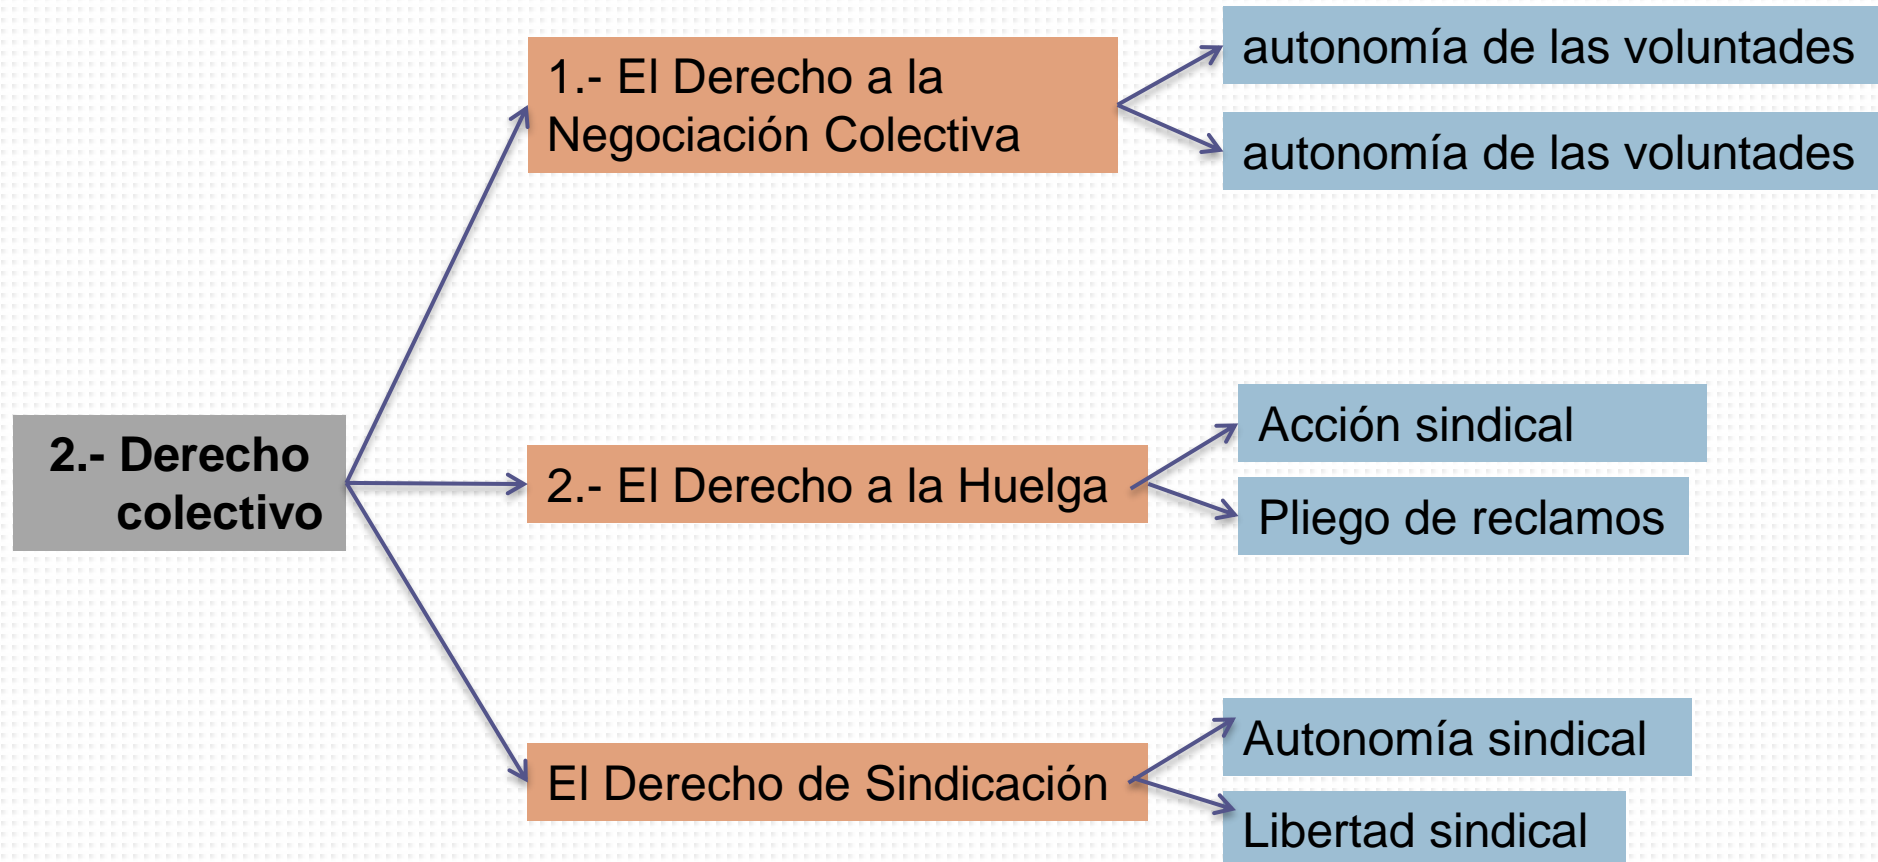 autonomía de las voluntades
1.- El Derecho a la
Negociación Colectiva
autonomía de las voluntades
Acción sindical
2.- Derecho
colectivo
2.- El Derecho a la Huelga
Pliego de reclamos
Autonomía sindical
El Derecho de Sindicación
Libertad sindical